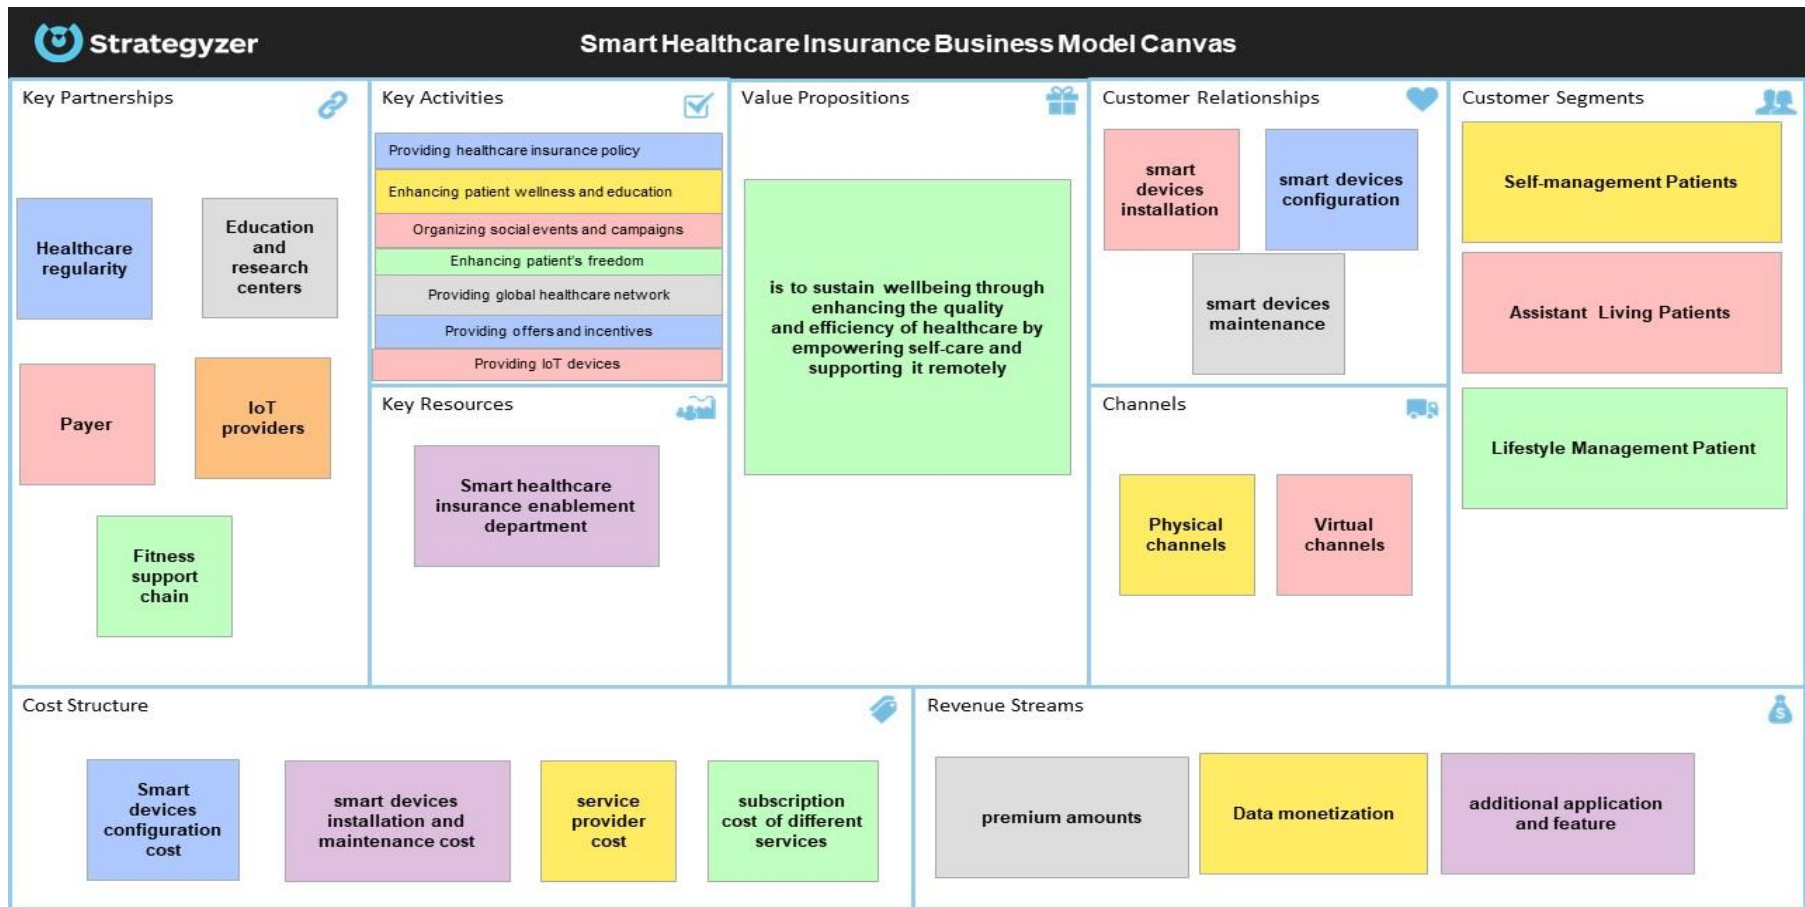 Strategyzer
Smart Healthcare Insurance Business Model Canvas
Key Partnerships
Healthcare
regularity
Education
and
research
centers
Payer
IoT
providers
Fitness
support
chain
Key Activities
Providing healthcare insurance policy
Enhancing patient wellness and education
Organizing social events and campaigns
Enhancing patient's freedom
Providing global healthcare network
Providing offers and incentives
Providing IoT devices
Key Resources
Smart healthcare
insurance enablement
department
Value Propositions
is to sustain wellbeing through
enhancing the quality
and efficiency of healthcare by
empowering self-care and
supporting it remotely
Customer Relationships
smart
devices
installation
smart devices
configuration
smart devices
maintenance
Channels
Physical
channels
Virtual
channels
Customer Segments
Self-management Patients
Assistant Living Patients
Lifestyle Management Patient
Cost Structure
Smart
devices
configuration
cost
smart devices
installation and
maintenance cost
service
provider
cost
subscription
cost of different
services
Revenue Streams
premium amounts
Data monetization
additional application
and feature